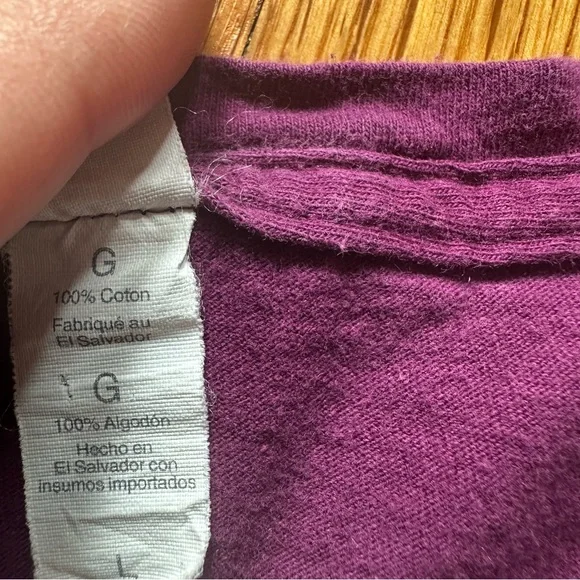 G
100% Coton
Fabriqué au
El Salvador
G
100% Algodón
Hecho en
El Salvador con
insumos importados
L